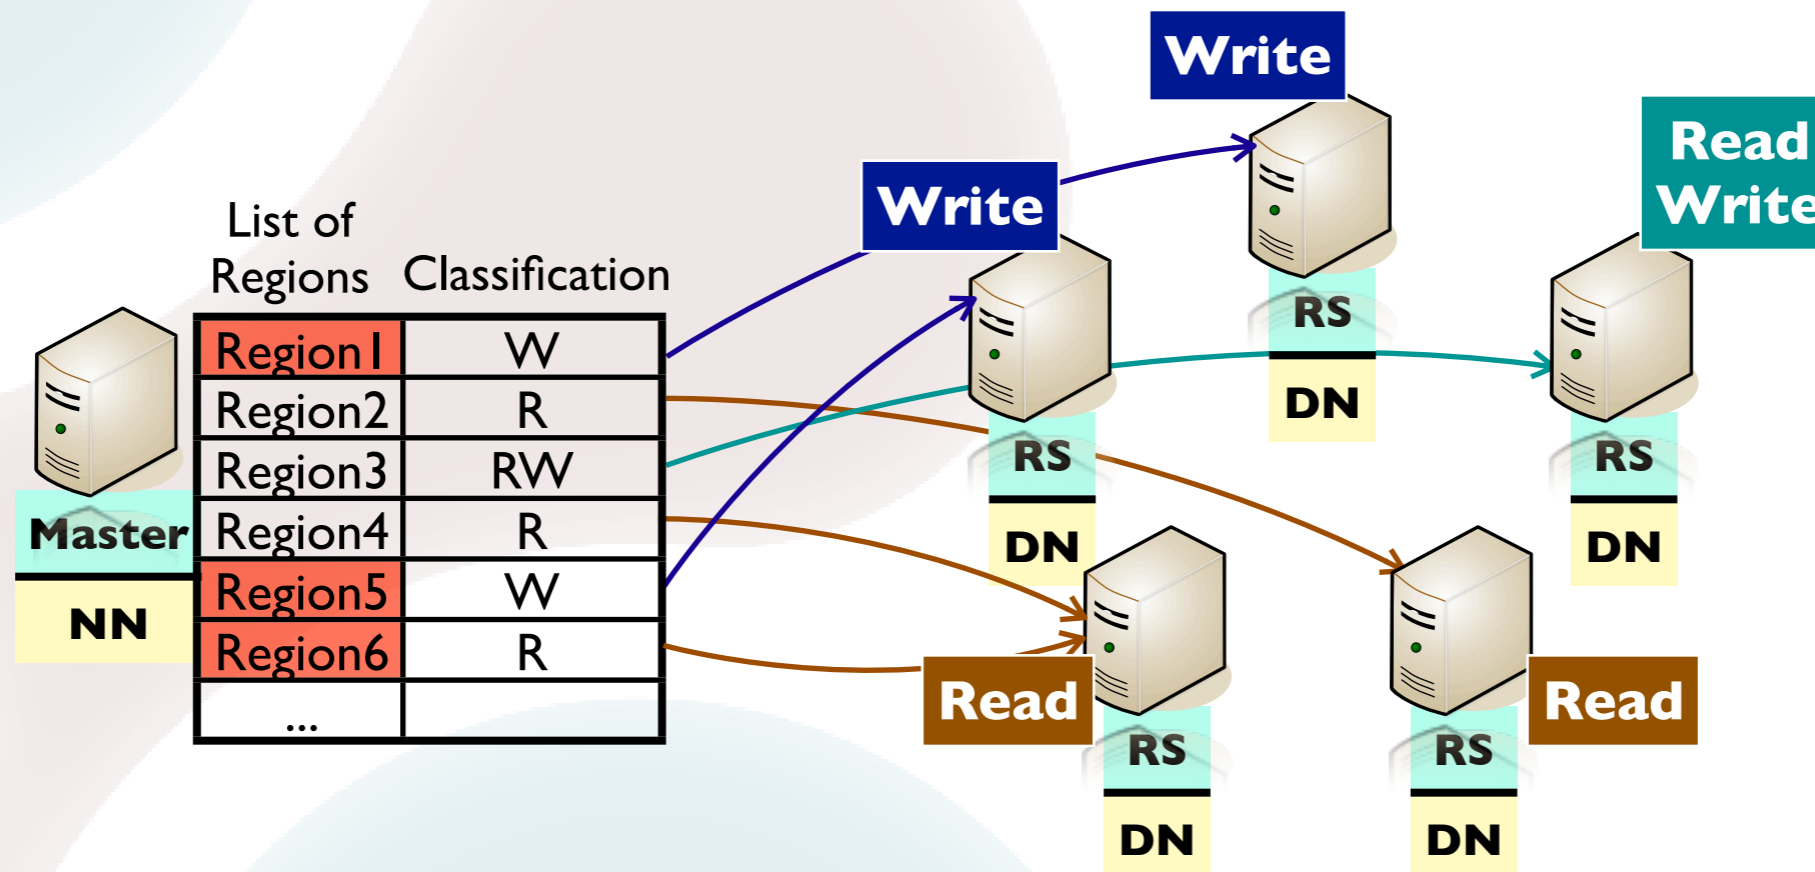 Write
Read
Write
Write
List of
Regions Classification
Region1 W
Region2 R
Region3 RW
Region4 R
Region5 W
Region6 R
...
Master
NN
RS
DN
RS
DN
RS
DN
Read
RS
DN
Read
RS
DN